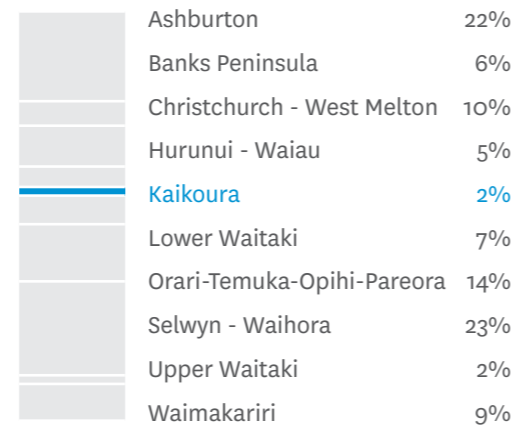 Ashburton 22%
Banks Peninsula 6%
Christchurch - West Melton 10%
Hurunui - Waiau 5%
Kaikoura 2%
Lower Waitaki 7%
Orari-Temuka-Opihi-Pareora 14%
Selwyn - Waihora 23%
Upper Waitaki 2%
Waimakariri 9%